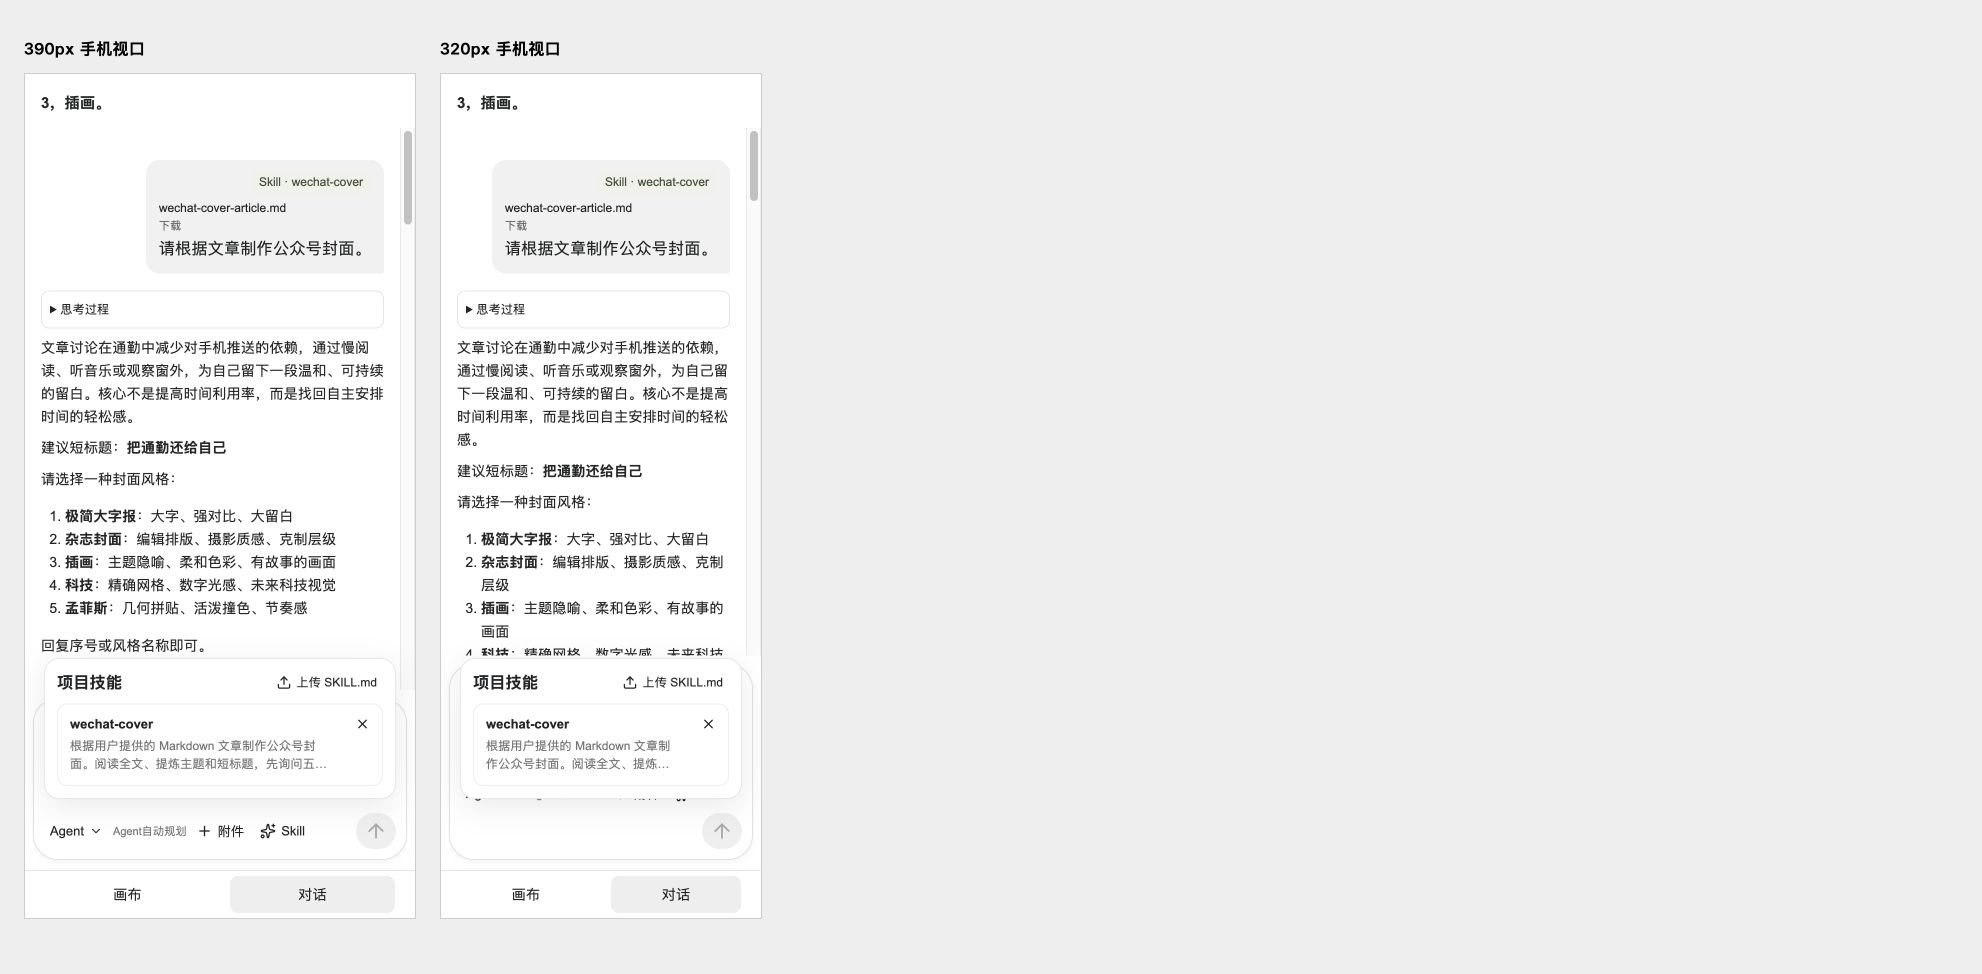 390px 手机视口
3，插画。
Skill · wechat-cover
wechat-cover-article.md
下载
请根据文章制作公众号封面。
思考过程
文章讨论在通勤中减少对手机推送的依赖，通过慢阅
读、听音乐或观察窗外，为自己留下一段温和、可持续
的留白。核心不是提高时间利用率，而是找回自主安排
时间的轻松感。
建议短标题：把通勤还给自己
请选择一种封面风格：
1. 极简大字报：大字、强对比、大留白
2. 杂志封面：编辑排版、摄影质感、克制层级
3. 插画：主题隐喻、柔和色彩、有故事的画面
4. 科技：精确网格、数字光感、未来科技视觉
5. 孟菲斯：几何拼贴、活泼撞色、节奏感
回复序号或风格名称即可。
项目技能 上传 SKILL.md
wechat-cover
根据用户提供的 Markdown 文章制作公众号封
面。阅读全文、提炼主题和短标题，先询问五…
Agent Agent自动规划 附件 Skill
画布 对话
320px 手机视口
3，插画。
Skill · wechat-cover
wechat-cover-article.md
下载
请根据文章制作公众号封面。
思考过程
文章讨论在通勤中减少对手机推送的依赖，
通过慢阅读、听音乐或观察窗外，为自己留
下一段温和、可持续的留白。核心不是提高
时间利用率，而是找回自主安排时间的轻松
感。
建议短标题：把通勤还给自己
请选择一种封面风格：
1. 极简大字报：大字、强对比、大留白
2. 杂志封面：编辑排版、摄影质感、克制
层级
3. 插画：主题隐喻、柔和色彩、有故事的
画面
4. 科技：精确网格、数字光感、未来科技
项目技能 上传 SKILL.md
wechat-cover
根据用户提供的 Markdown 文章制
作公众号封面。阅读全文、提炼…
画布 对话